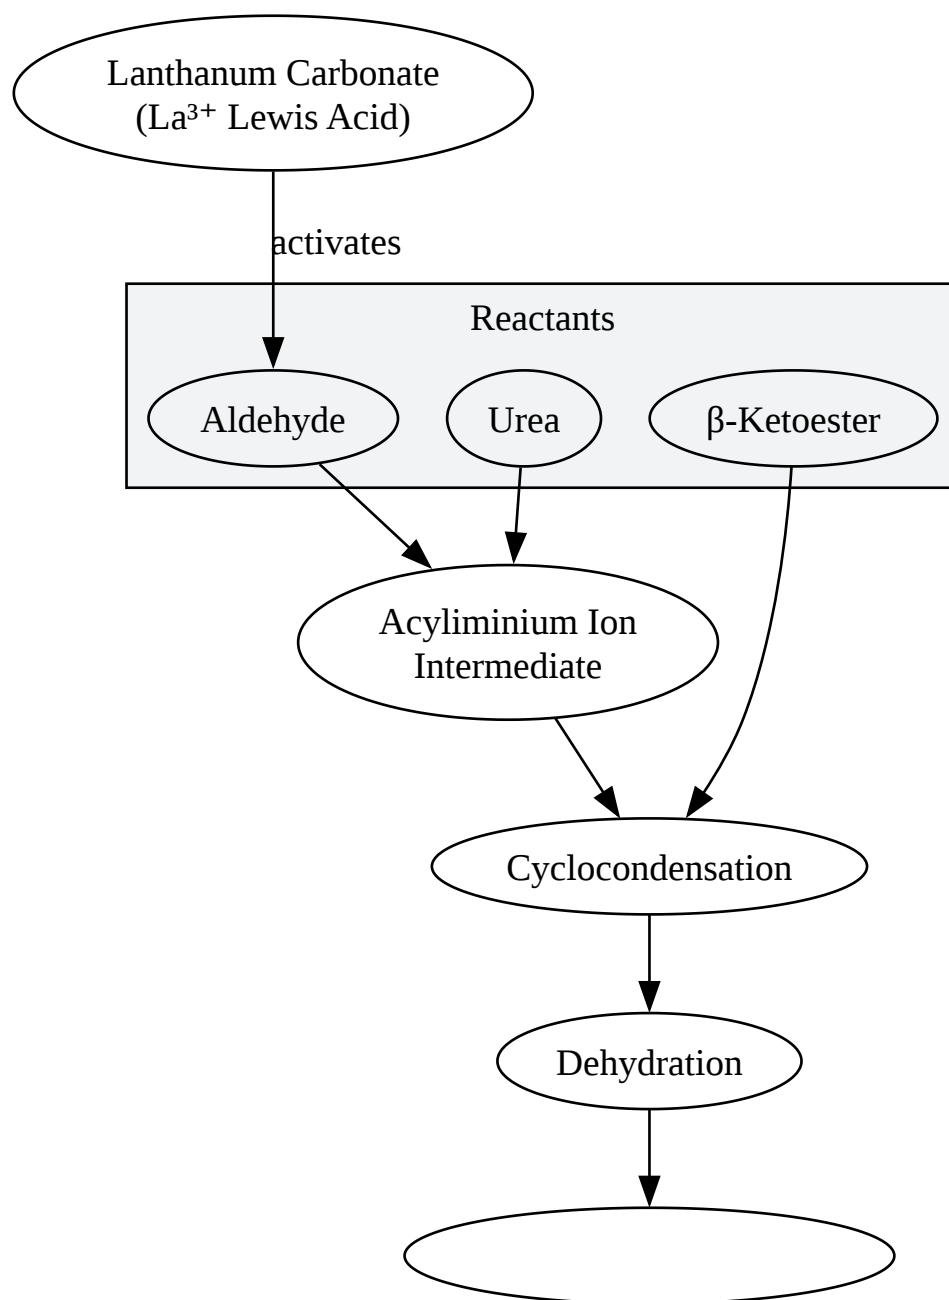 Lanthanum Carbonate
(La³⁺ Lewis Acid)
activates
Reactants
Aldehyde
Urea
β-Ketoester
Acyliminium Ion
Intermediate
Cyclocondensation
Dehydration